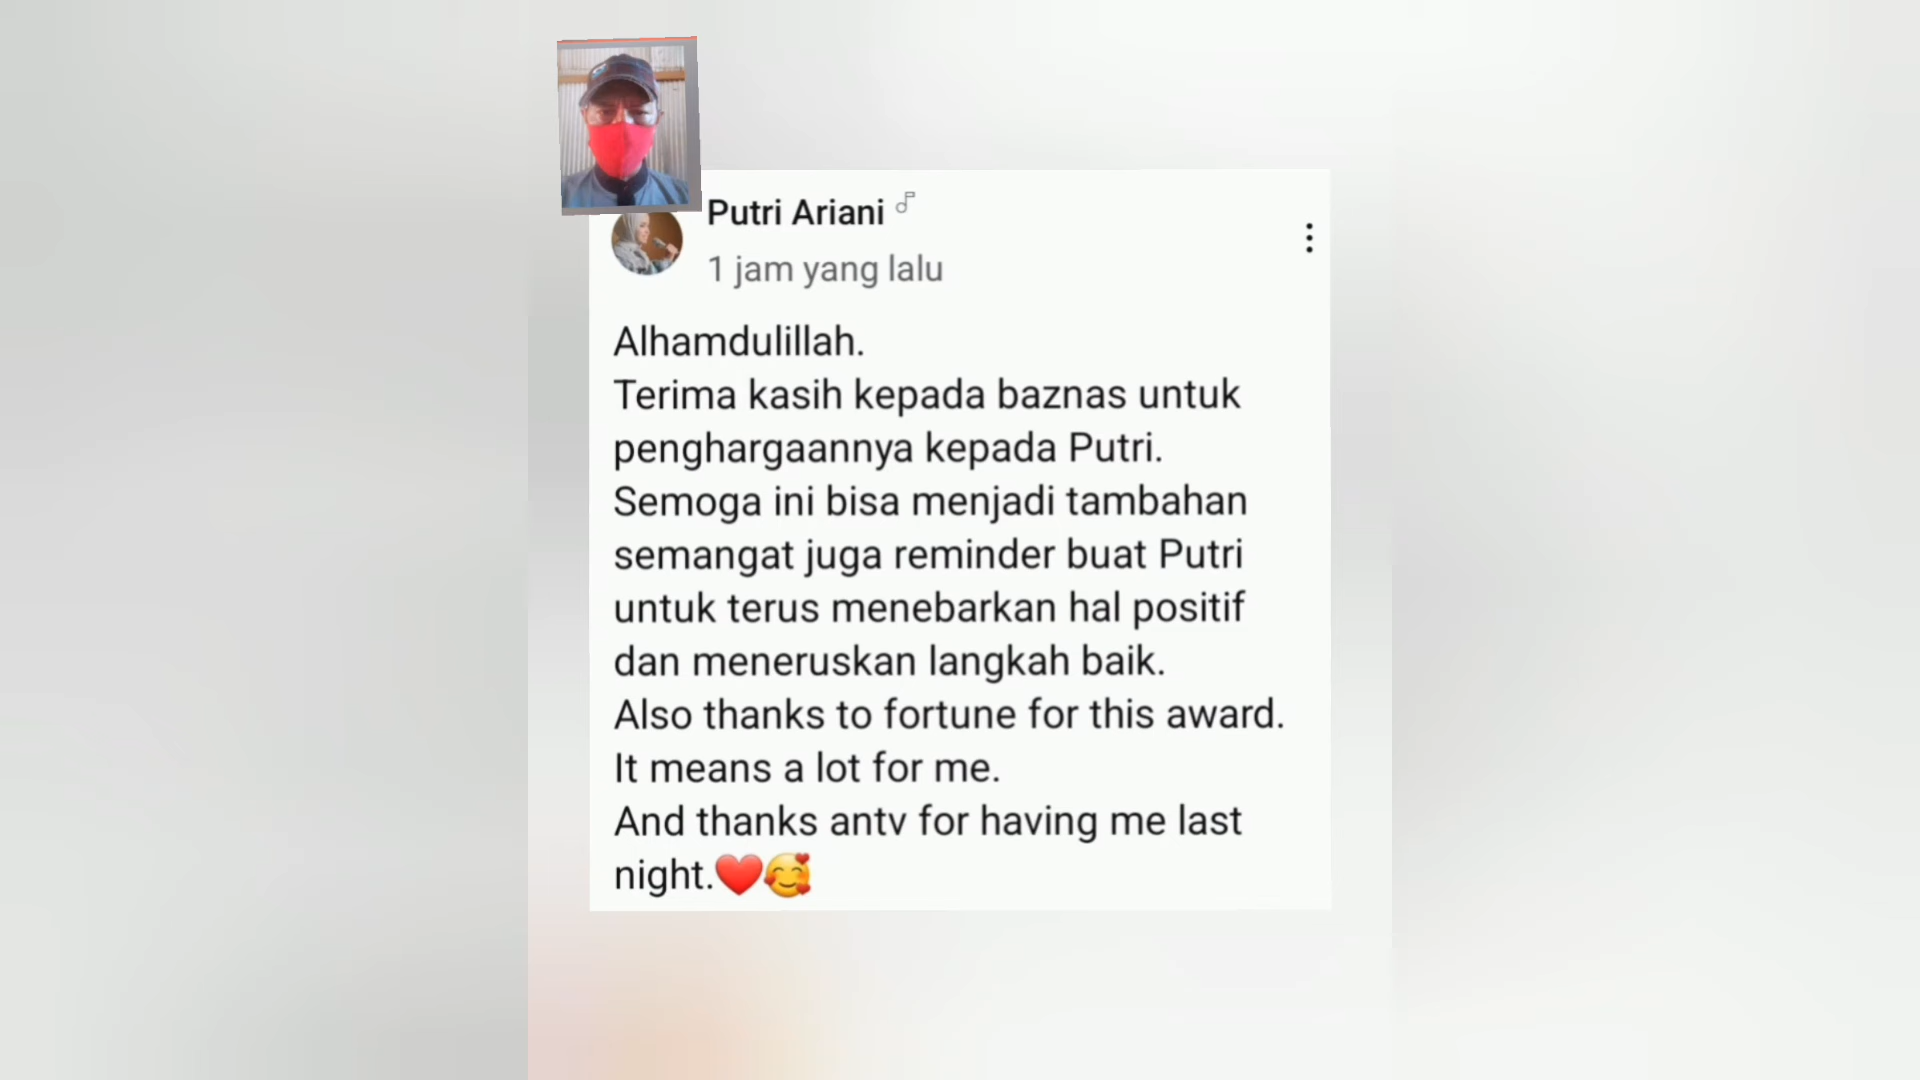 Putri Ariani
1 jam yang lalu
Alhamdulillah.
Terima kasih kepada baznas untuk
penghargaannya kepada Putri.
Semoga ini bisa menjadi tambahan
semangat juga reminder buat Putri
untuk terus menebarkan hal positif
dan meneruskan langkah baik.
Also thanks to fortune for this award.
It means a lot for me.
And thanks antv for having me last
night.❤️🥰